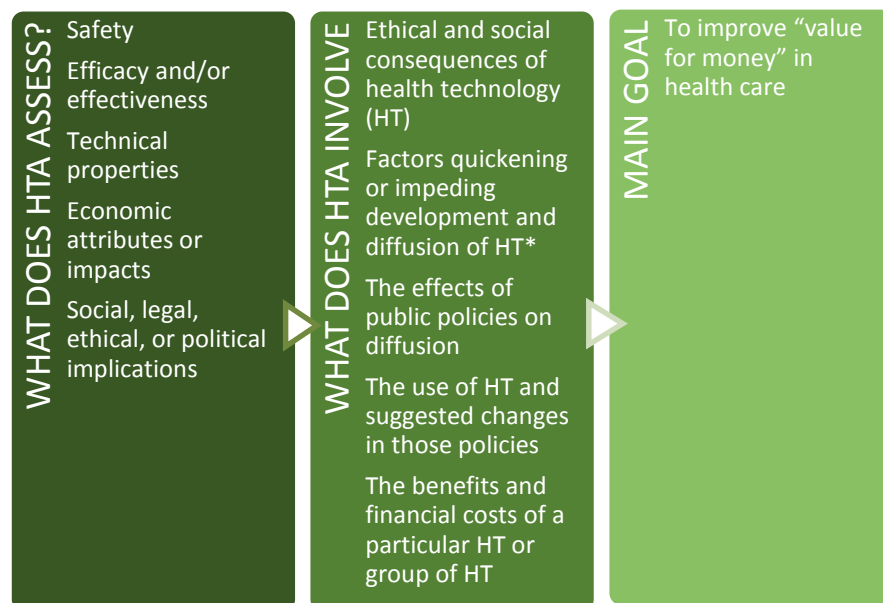 WHAT DOES HTA ASSESS?
Safety
Efficacy and/or
effectiveness
Technical
properties
Economic
attributes or
impacts
Social, legal,
ethical, or political
implications
WHAT DOES HTA INVOLVE
Ethical and social
consequences of
health technology
(HT)
Factors quickening
or impeding
development and
diffusion of HT*
The effects of
public policies on
diffusion
The use of HT and
suggested changes
in those policies
The benefits and
financial costs of a
particular HT or
group of HT
MAIN GOAL
To improve “value
for money” in
health care